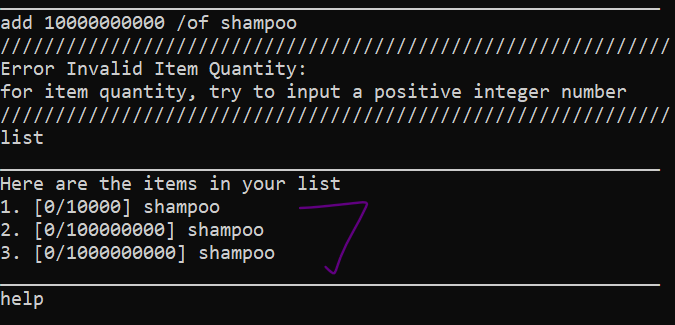 add 10000000000 /of shampoo
////////////////////////////////////////////////////////////
Error Invalid Item Quantity:
for item quantity, try to input a positive integer number
////////////////////////////////////////////////////////////
list
____________________________________________________________
Here are the items in your list
1. [0/10000] shampoo
2. [0/100000000] shampoo
3. [0/1000000000] shampoo
____________________________________________________________
help